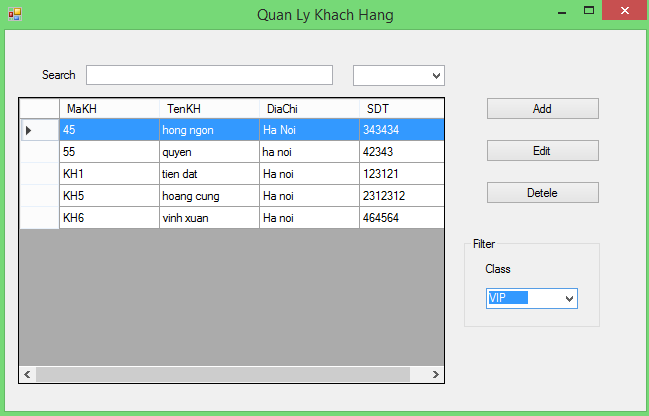 Quan Ly Khach Hang
Search
MaKH TenKH DiaChi SDT
45 hong ngon Ha Noi 343434
55 quyen ha noi 42343
KH1 tien dat Ha noi 123121
KH5 hoang cung Ha noi 2312312
KH6 vinh xuan Ha noi 464564
Add
Edit
Detele
Filter
Class
VIP